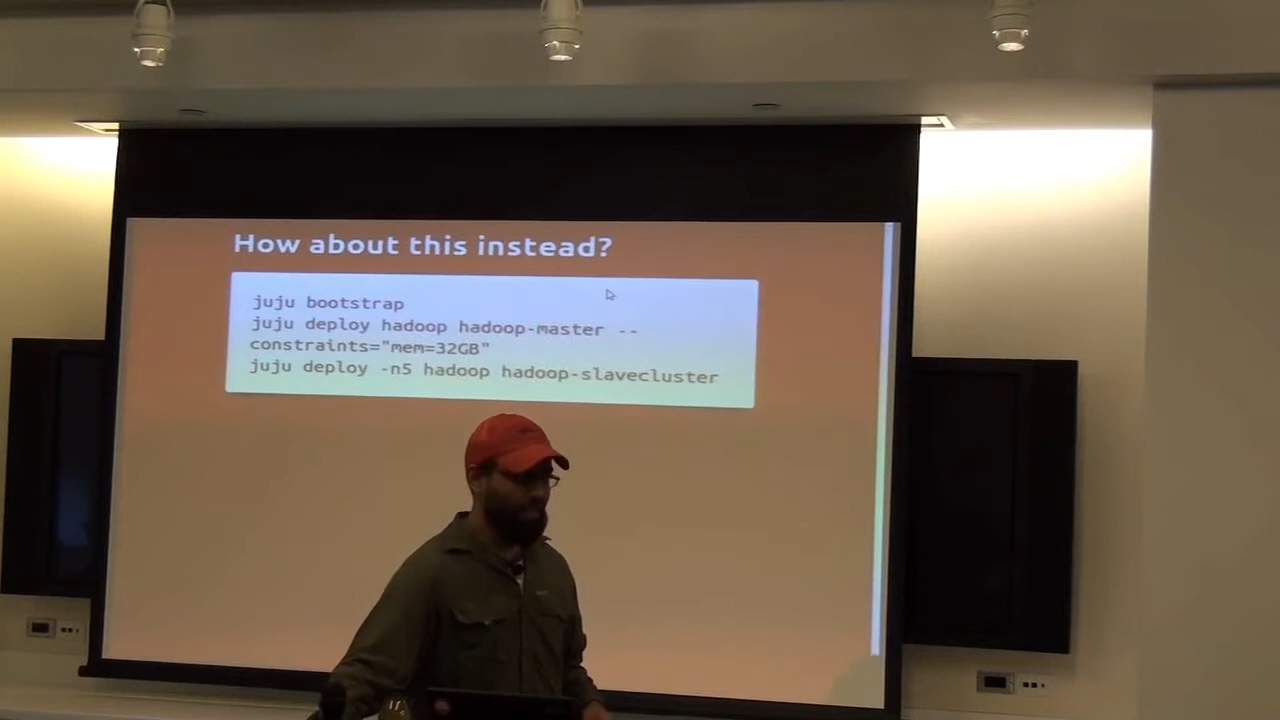 How about this instead?
juju bootstrap
juju deploy hadoop hadoop-master --
constraints="mem=32GB"
juju deploy -n5 hadoop hadoop-slavecluster